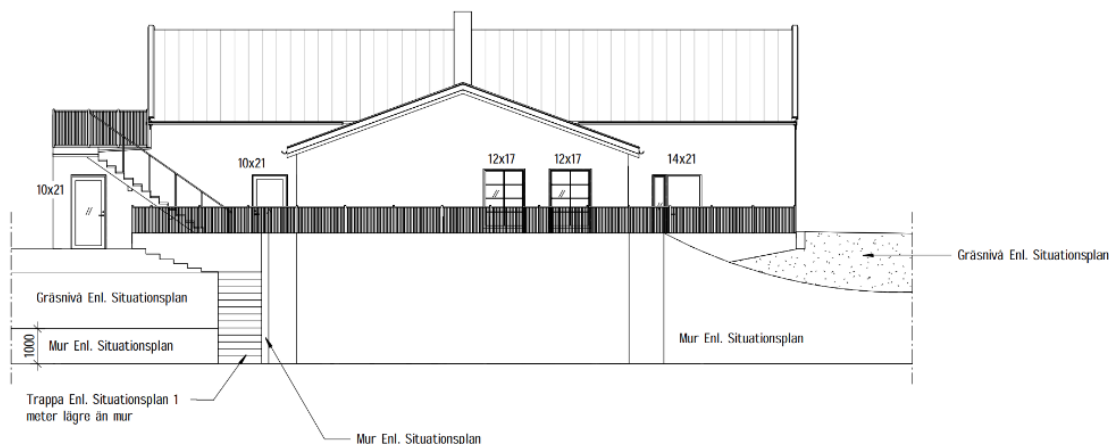 10x21
12x17
12x17
14x21
10x21
Gräsnivå Enl. Situationsplan
Gräsnivå Enl. Situationsplan
1000
Mur Enl. Situationsplan
Mur Enl. Situationsplan
Trappa Enl. Situationsplan 1
meter lägre än mur
Mur Enl. Situationsplan